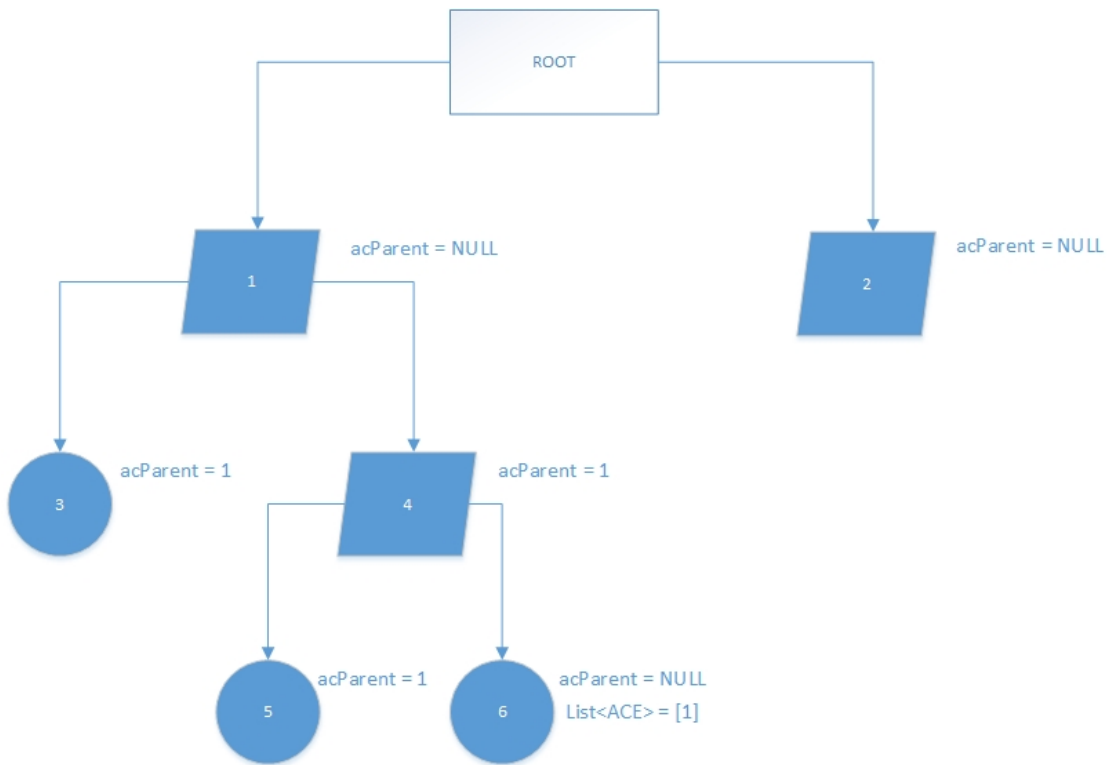 ROOT
acParent = NULL
1
acParent = NULL
2
acParent = 1
3
acParent = 1
4
acParent = 1
5
acParent = NULL
6
List<ACE> = [1]